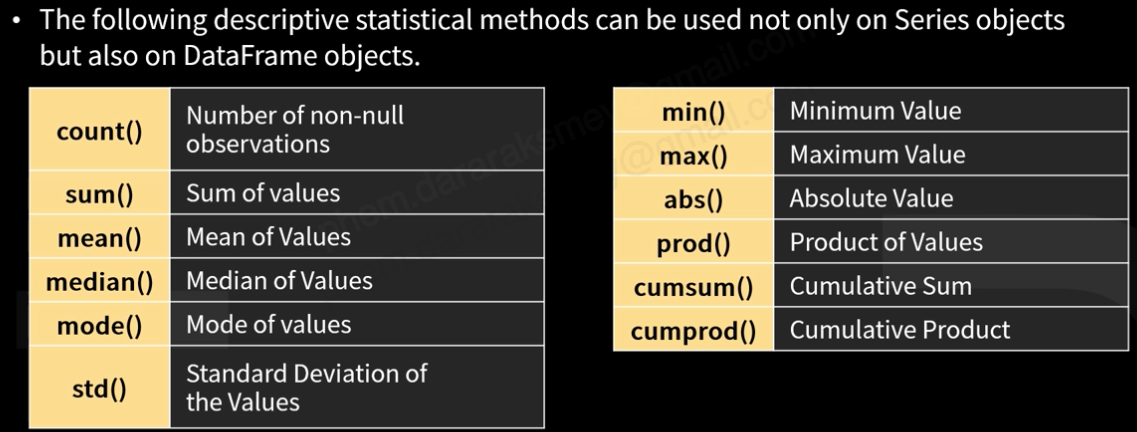 • The following descriptive statistical methods can be used not only on Series objects
but also on DataFrame objects.
count() Number of non-null
observations
sum() Sum of values
mean() Mean of Values
median() Median of Values
mode() Mode of values
std() Standard Deviation of
the Values
min() Minimum Value
max() Maximum Value
abs() Absolute Value
prod() Product of Values
cumsum() Cumulative Sum
cumprod() Cumulative Product